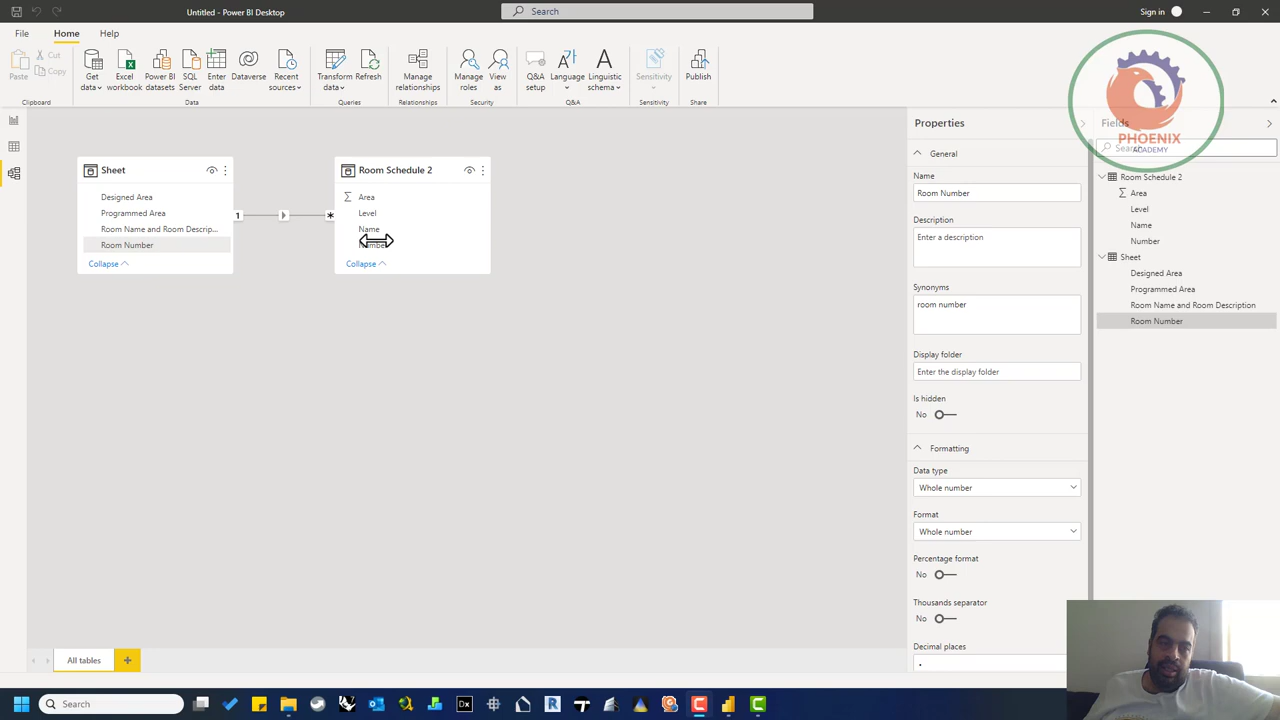 Untitled - Power BI Desktop
Search
Sign in
File
Home
Help
Paste
Cut
Copy
Get data
Excel workbook
Power BI datasets
SQL Server
Enter data
Dataverse
Recent sources
Transform data
Refresh
Manage relationships
Manage roles
View as
Q&A setup
Language
Linguistic schema
Sensitivity
Publish
Clipboard
Data
Queries
Relationships
Security
Q&A
Sensitivity
Share
PHOENIX
ACADEMY
Sheet
Designed Area
Programmed Area
Room Name and Room Descrip...
Room Number
Collapse
1
*
Room Schedule 2
Area
Level
Name
Number
Collapse
Properties
General
Name
Room Number
Description
Enter a description
Synonyms
room number
Display folder
Enter the display folder
Is hidden
No
Formatting
Data type
Whole number
Format
Whole number
Percentage format
No
Thousands separator
No
Decimal places
Fields
Search
Room Schedule 2
Area
Level
Name
Number
Sheet
Designed Area
Programmed Area
Room Name and Room Description
Room Number
All tables
Search
Dx
R